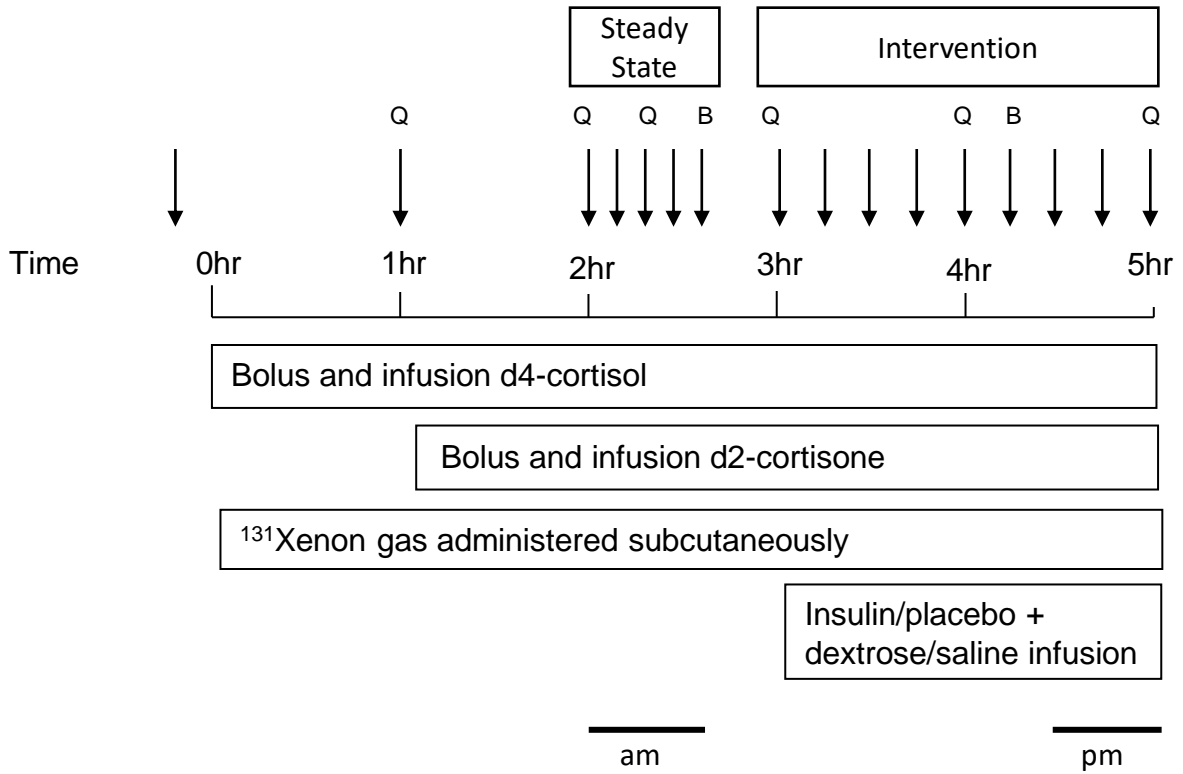 Steady
State
Intervention
Q Q Q B Q Q B Q
Time 0hr 1hr 2hr 3hr 4hr 5hr
Bolus and infusion d4-cortisol
Bolus and infusion d2-cortisone
¹³¹Xenon gas administered subcutaneously
Insulin/placebo +
dextrose/saline infusion
am pm